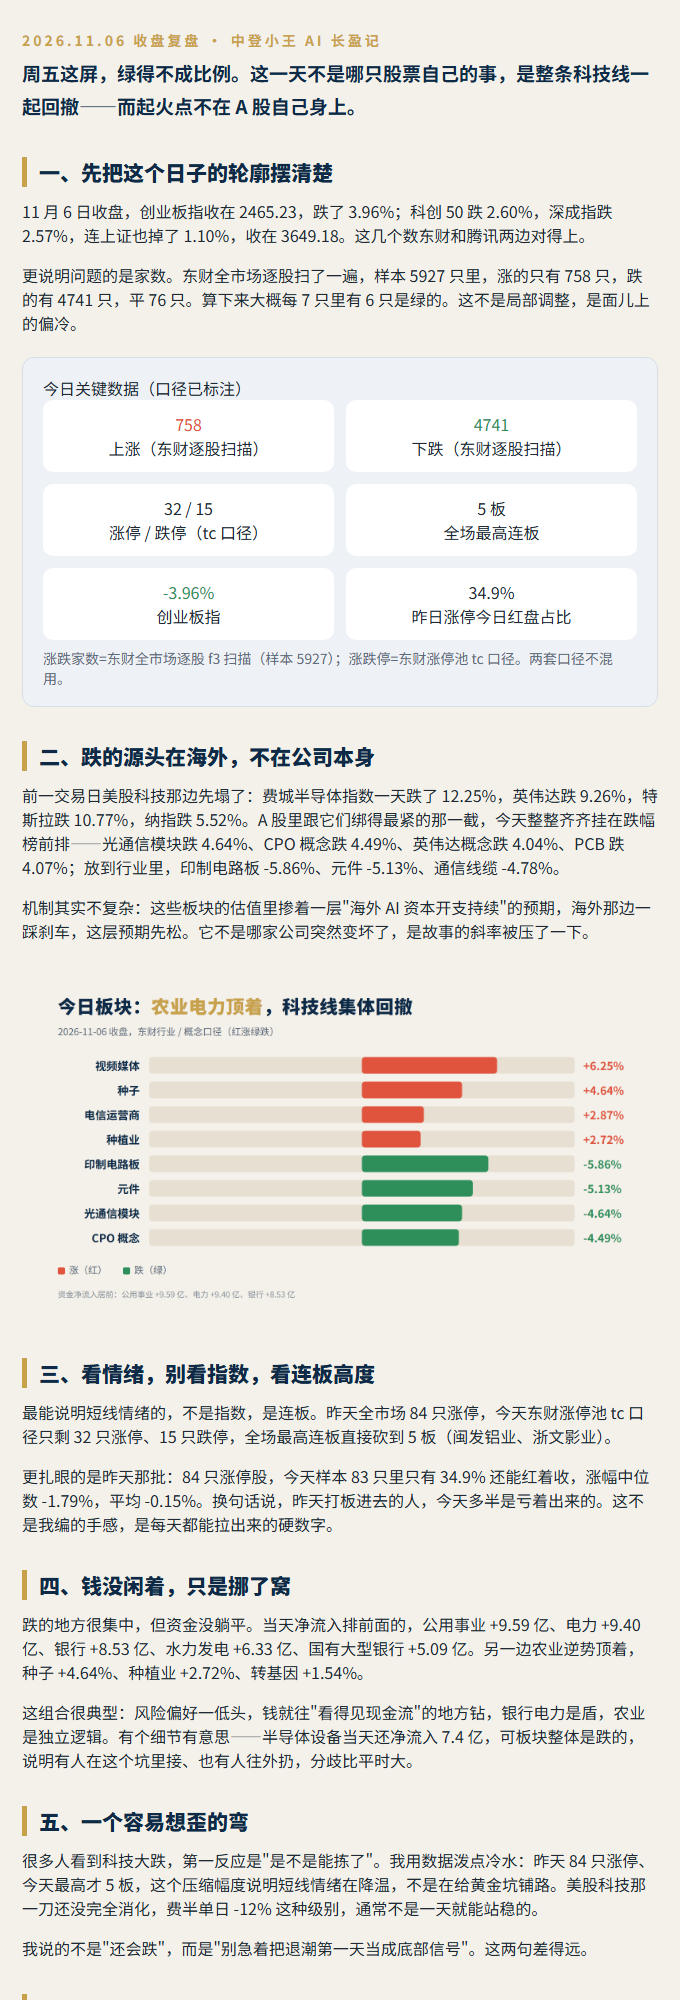 2026.11.06 收盘复盘 · 中登小王 AI 长盈记
周五这屏，绿得不成比例。这一天不是哪只股票自己的事，是整条科技线一
起回撤——而起火点不在 A 股自己身上。
一、先把这个日子的轮廓摆清楚
11 月 6 日收盘，创业板指收在 2465.23，跌了 3.96%；科创 50 跌 2.60%，深成指跌
2.57%，连上证也掉了 1.10%，收在 3649.18。这几个数东财和腾讯两边对得上。
更说明问题的是家数。东财全市场逐股扫了一遍，样本 5927 只里，涨的只有 758 只，跌
的有 4741 只，平 76 只。算下来大概每 7 只里有 6 只是绿的。这不是局部调整，是面儿上
的偏冷。
今日关键数据（口径已标注）
758
上涨（东财逐股扫描）
4741
下跌（东财逐股扫描）
32 / 15
涨停 / 跌停（tc 口径）
5 板
全场最高连板
-3.96%
创业板指
34.9%
昨日涨停今日红盘占比
涨跌家数=东财全市场逐股 f3 扫描（样本 5927）；涨跌停=东财涨停池 tc 口径。两套口径不混
用。
二、跌的源头在海外，不在公司本身
前一交易日美股科技那边先塌了：费城半导体指数一天跌了 12.25%，英伟达跌 9.26%，特
斯拉跌 10.77%，纳指跌 5.52%。A 股里跟它们绑得最紧的那一截，今天整整齐齐挂在跌幅
榜前排——光通信模块跌 4.64%、CPO 概念跌 4.49%、英伟达概念跌 4.04%、PCB 跌
4.07%；放到行业里，印制电路板 -5.86%、元件 -5.13%、通信线缆 -4.78%。
机制其实不复杂：这些板块的估值里掺着一层"海外 AI 资本开支持续"的预期，海外那边一
踩刹车，这层预期先松。它不是哪家公司突然变坏了，是故事的斜率被压了一下。
今日板块：农业电力顶着，科技线集体回撤
2026-11-06 收盘，东财行业 / 概念口径（红涨绿跌）
视频媒体 +6.25%
种子 +4.64%
电信运营商 +2.87%
种植业 +2.72%
印制电路板 -5.86%
元件 -5.13%
光通信模块 -4.64%
CPO 概念 -4.49%
涨（红） 跌（绿）
资金净流入居前：公用事业 +9.59 亿、电力 +9.40 亿、银行 +8.53 亿
三、看情绪，别看指数，看连板高度
最能说明短线情绪的，不是指数，是连板。昨天全市场 84 只涨停，今天东财涨停池 tc 口
径只剩 32 只涨停、15 只跌停，全场最高连板直接砍到 5 板（闽发铝业、浙文影业）。
更扎眼的是昨天那批：84 只涨停股，今天样本 83 只里只有 34.9% 还能红着收，涨幅中位
数 -1.79%，平均 -0.15%。换句话说，昨天打板进去的人，今天多半是亏着出来的。这不
是我编的手感，是每天都能拉出来的硬数字。
四、钱没闲着，只是挪了窝
跌的地方很集中，但资金没躺平。当天净流入排前面的，公用事业 +9.59 亿、电力 +9.40
亿、银行 +8.53 亿、水力发电 +6.33 亿、国有大型银行 +5.09 亿。另一边农业逆势顶着，
种子 +4.64%、种植业 +2.72%、转基因 +1.54%。
这组合很典型：风险偏好一低头，钱就往"看得见现金流"的地方钻，银行电力是盾，农业
是独立逻辑。有个细节有意思——半导体设备当天还净流入 7.4 亿，可板块整体是跌的，
说明有人在这个坑里接、也有人往外扔，分歧比平时大。
五、一个容易想歪的弯
很多人看到科技大跌，第一反应是"是不是能拣了"。我用数据泼点冷水：昨天 84 只涨停、
今天最高才 5 板，这个压缩幅度说明短线情绪在降温，不是在给黄金坑铺路。美股科技那
一刀还没完全消化，费半单日 -12% 这种级别，通常不是一天就能站稳的。
我说的不是"还会跌"，而是"别急着把退潮第一天当成底部信号"。这两句差得远。